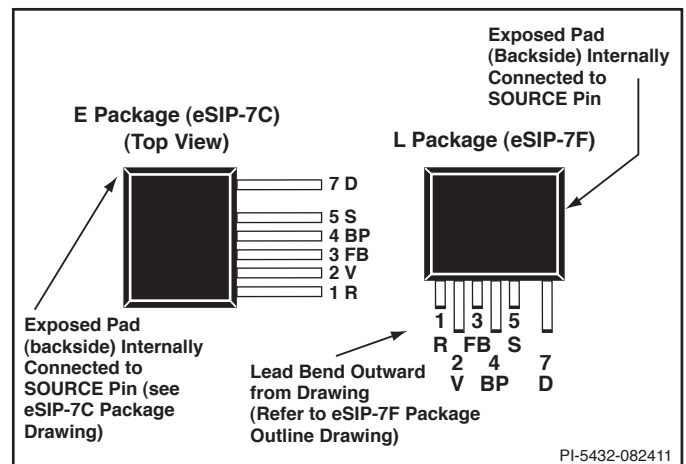 Exposed Pad
(Backside) Internally
Connected to
SOURCE Pin
E Package (eSIP-7C)
(Top View)
L Package (eSIP-7F)
7 D
5 S
4 BP
3 FB
2 V
1 R
Exposed Pad
(backside) Internally
Connected to
SOURCE Pin (see
eSIP-7C Package
Drawing)
1 3 5
R FB S
2 4 7
V BP D
Lead Bend Outward
from Drawing
(Refer to eSIP-7F Package
Outline Drawing)
PI-5432-082411